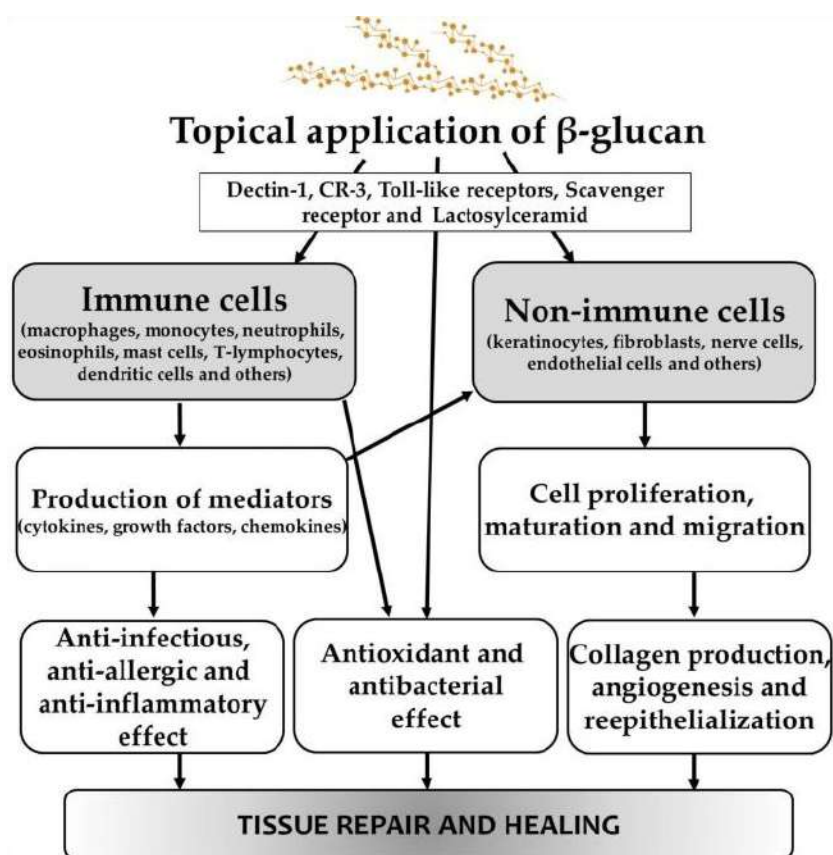 Topical application of β-glucan
Dectin-1, CR-3, Toll-like receptors, Scavenger
receptor and Lactosylceramid
Immune cells
(macrophages, monocytes, neutrophils,
eosinophils, mast cells, T-lymphocytes,
dendritic cells and others)
Non-immune cells
(keratinocytes, fibroblasts, nerve cells,
endothelial cells and others)
Production of mediators
(cytokines, growth factors, chemokines)
Cell proliferation,
maturation and migration
Anti-infectious,
anti-allergic and
anti-inflammatory
effect
Antioxidant and
antibacterial
effect
Collagen production,
angiogenesis and
reepithelialization
TISSUE REPAIR AND HEALING